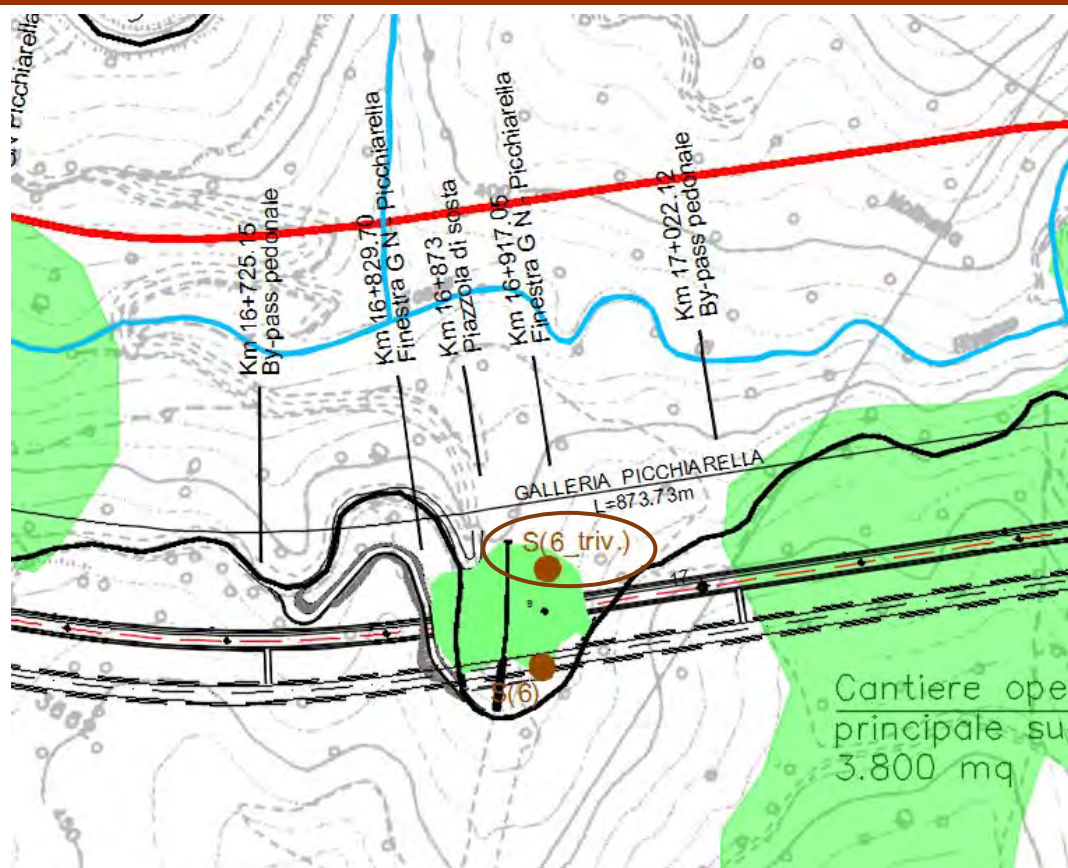 Picchiarella
Km 16+725.15
By-pass pedonale
Km 16+829.70
Finestra G N Picchiarella
Km 16+873
Piazzola di sosta
Km 16+917.05
Finestra G N Picchiarella
Km 17+022.12
By-pass pedonale
400
GALLERIA PICCHIARELLA
L=873.73m
S(6_triv.)
17
9
S(6)
Cantiere ope
principale su
3.800 mq